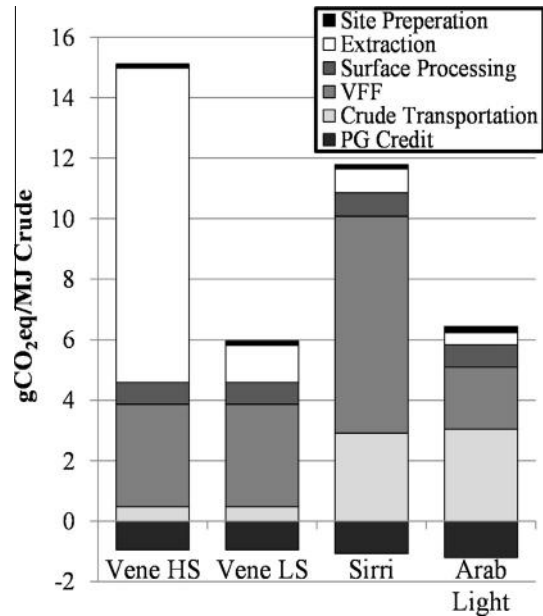 Site Preperation
Extraction
Surface Processing
VFF
Crude Transportation
PG Credit
gCO₂eq/MJ Crude
16
14
12
10
8
6
4
2
0
-2
Vene HS
Vene LS
Sirri
Arab
Light